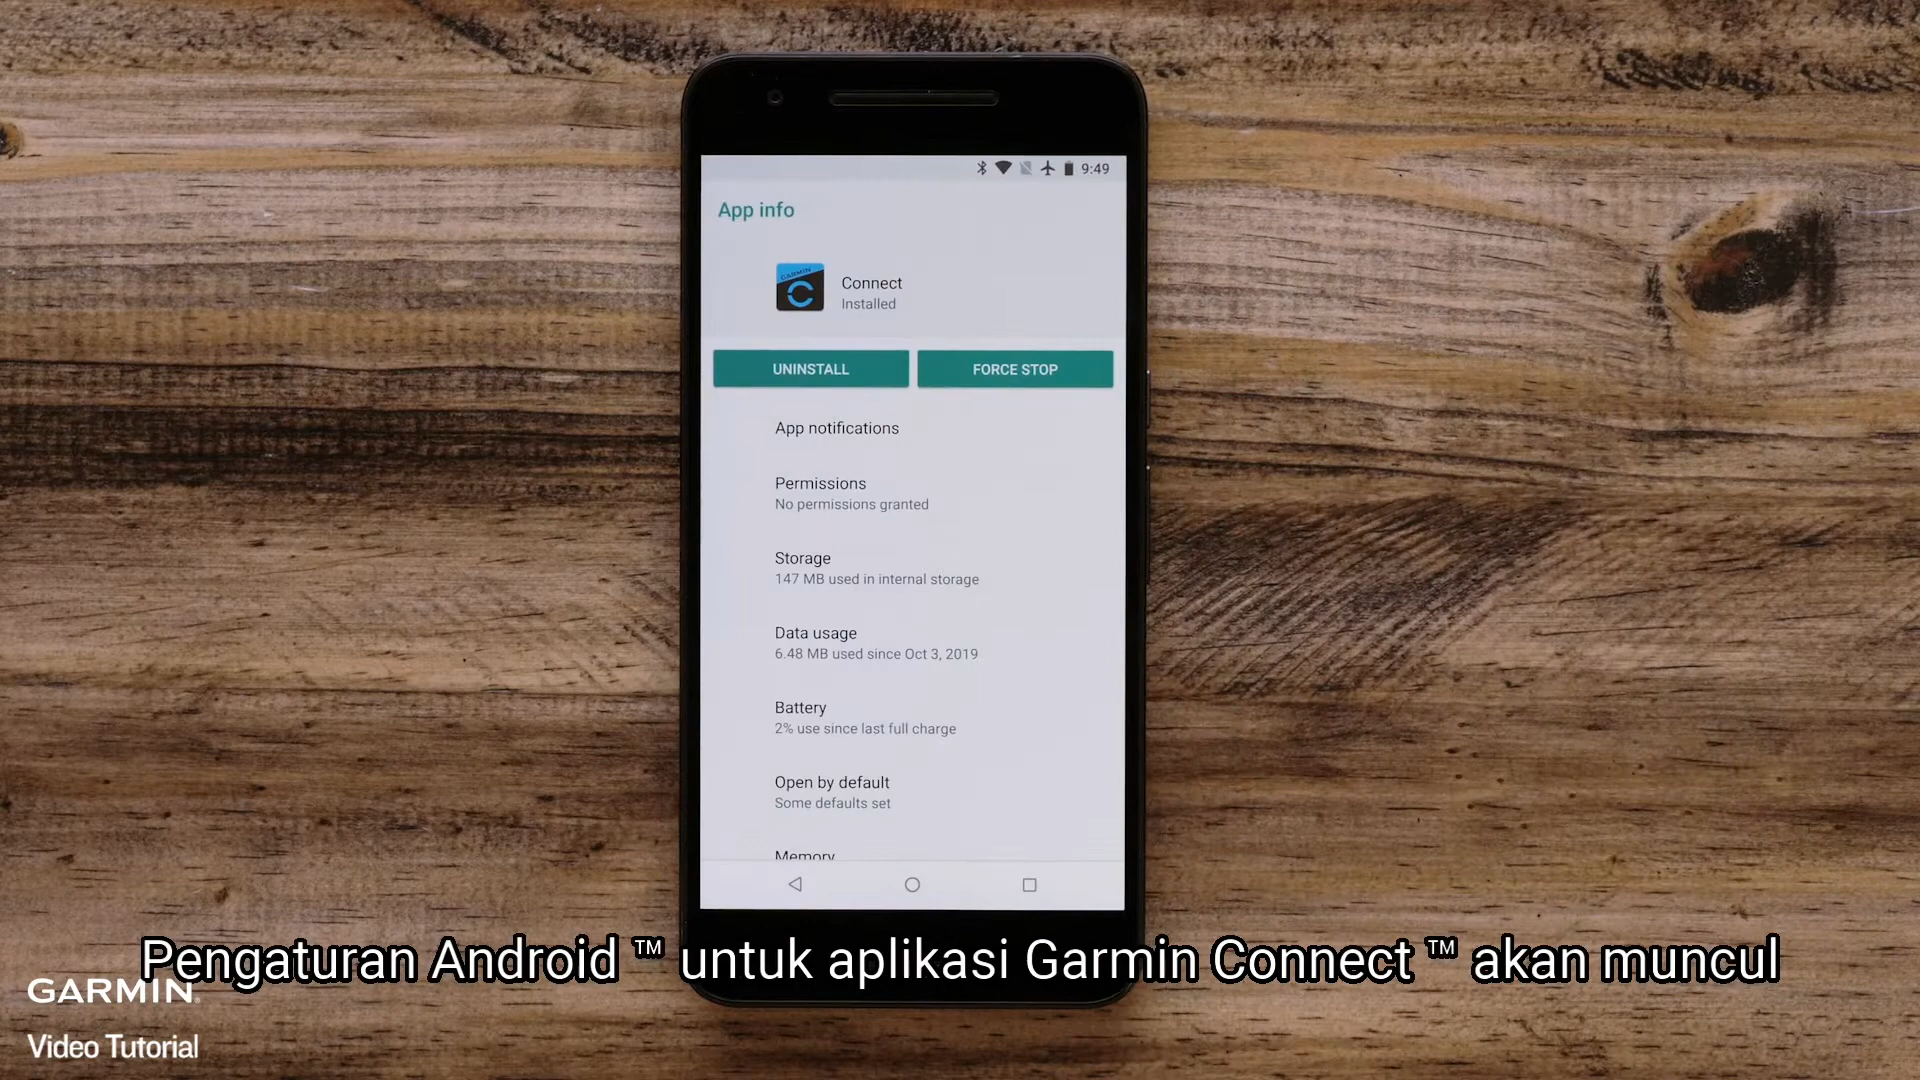 9:49
App info
GARMIN
Connect
Installed
UNINSTALL
FORCE STOP
App notifications
Permissions
No permissions granted
Storage
147 MB used in internal storage
Data usage
6.48 MB used since Oct 3, 2019
Battery
2% use since last full charge
Open by default
Some defaults set
Memory
Pengaturan Android ™ untuk aplikasi Garmin Connect ™ akan muncul
GARMIN®
Video Tutorial